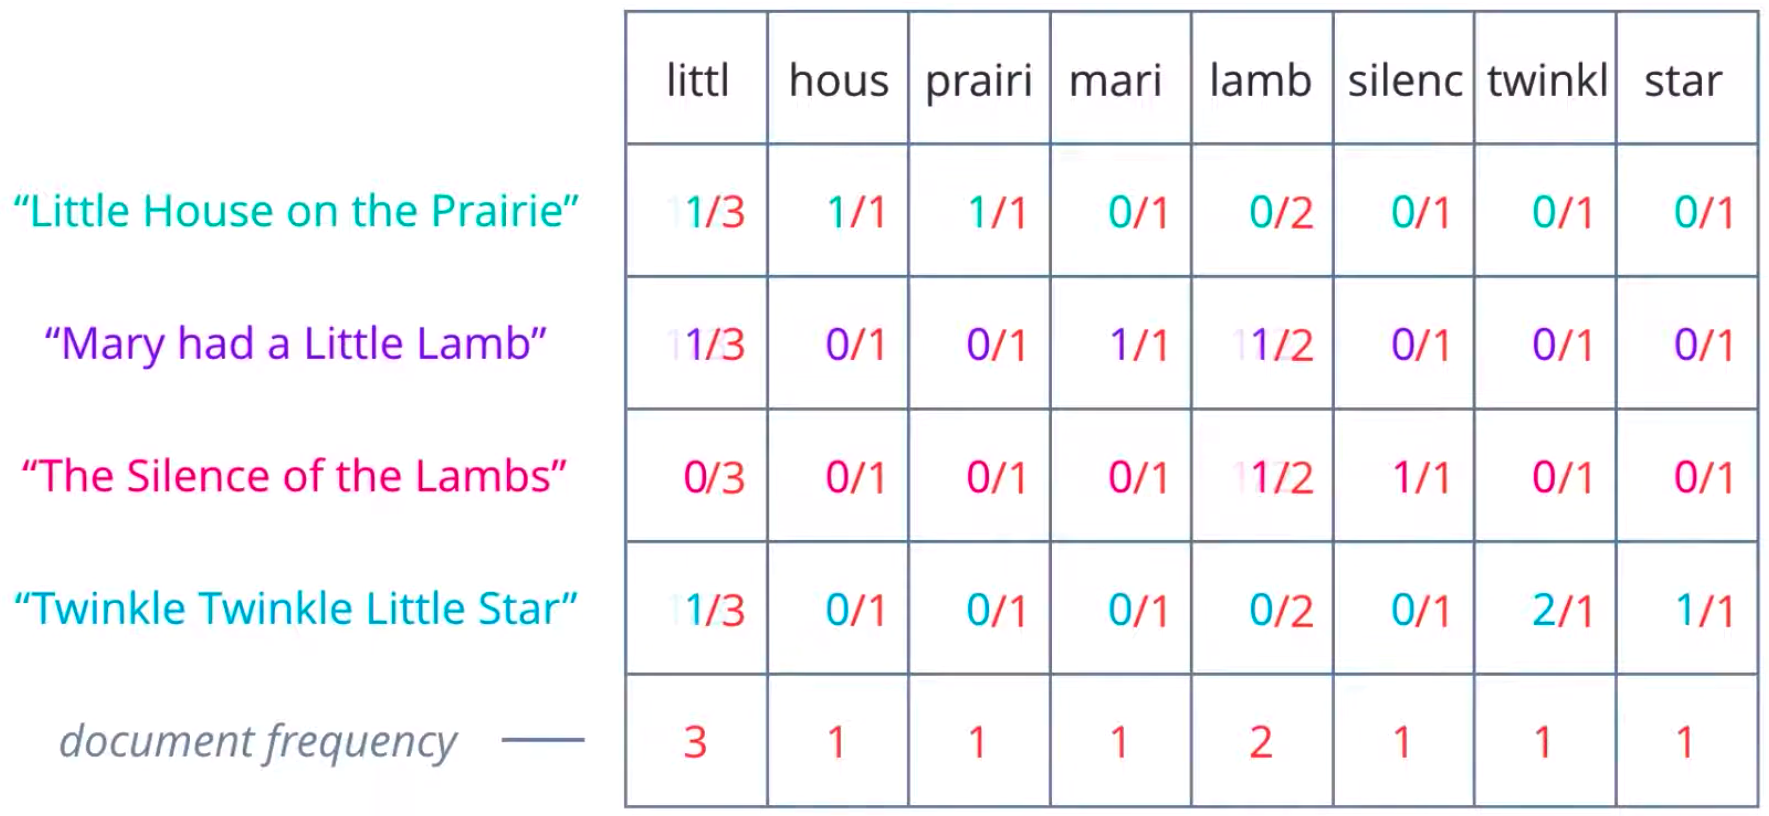 littl hous prairi mari lamb silenc twinkl star
“Little House on the Prairie” 1/3 1/1 1/1 0/1 0/2 0/1 0/1 0/1
“Mary had a Little Lamb” 1/3 0/1 0/1 1/1 1/2 0/1 0/1 0/1
“The Silence of the Lambs” 0/3 0/1 0/1 0/1 1/2 1/1 0/1 0/1
“Twinkle Twinkle Little Star” 1/3 0/1 0/1 0/1 0/2 0/1 2/1 1/1
document frequency 3 1 1 1 2 1 1 1